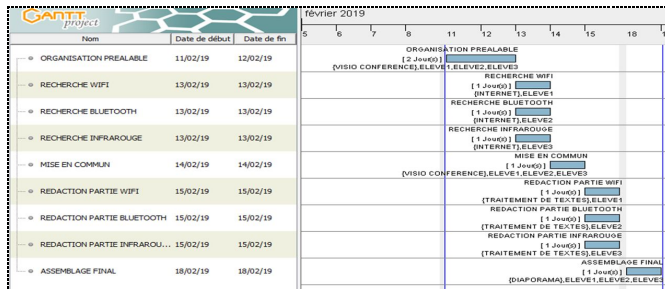 GANTT
project
Nom Date de début Date de fin
ORGANISATION PREALABLE 11/02/19 12/02/19
RECHERCHE WIFI 13/02/19 13/02/19
RECHERCHE BLUETOOTH 13/02/19 13/02/19
RECHERCHE INFRAROUGE 13/02/19 13/02/19
MISE EN COMMUN 14/02/19 14/02/19
REDACTION PARTIE WIFI 15/02/19 15/02/19
REDACTION PARTIE BLUETOOTH 15/02/19 15/02/19
REDACTION PARTIE INFRAROU... 15/02/19 15/02/19
ASSEMBLAGE FINAL 18/02/19 18/02/19
février 2019
5 6 7 8 11 12 13 14 15 18
ORGANISATION PREALABLE
[ 2 Jour(s) ]
{VISIO CONFERENCE},ELEVE1,ELEVE2,ELEVE3
RECHERCHE WIFI
[ 1 Jour(s) ]
{INTERNET},ELEVE1
RECHERCHE BLUETOOTH
[ 1 Jour(s) ]
{INTERNET},ELEVE2
RECHERCHE INFRAROUGE
[ 1 Jour(s) ]
{INTERNET},ELEVE3
MISE EN COMMUN
[ 1 Jour(s) ]
{VISIO CONFERENCE},ELEVE1,ELEVE2,ELEVE3
REDACTION PARTIE WIFI
[ 1 Jour(s) ]
{TRAITEMENT DE TEXTES},ELEVE1
REDACTION PARTIE BLUETOOTH
[ 1 Jour(s) ]
{TRAITEMENT DE TEXTES},ELEVE2
REDACTION PARTIE INFRAROUGE
[ 1 Jour(s) ]
{TRAITEMENT DE TEXTES},ELEVE3
ASSEMBLAGE FINAL
[ 1 Jour(s) ]
{DIAPORAMA},ELEVE1,ELEVE2,ELEVE3